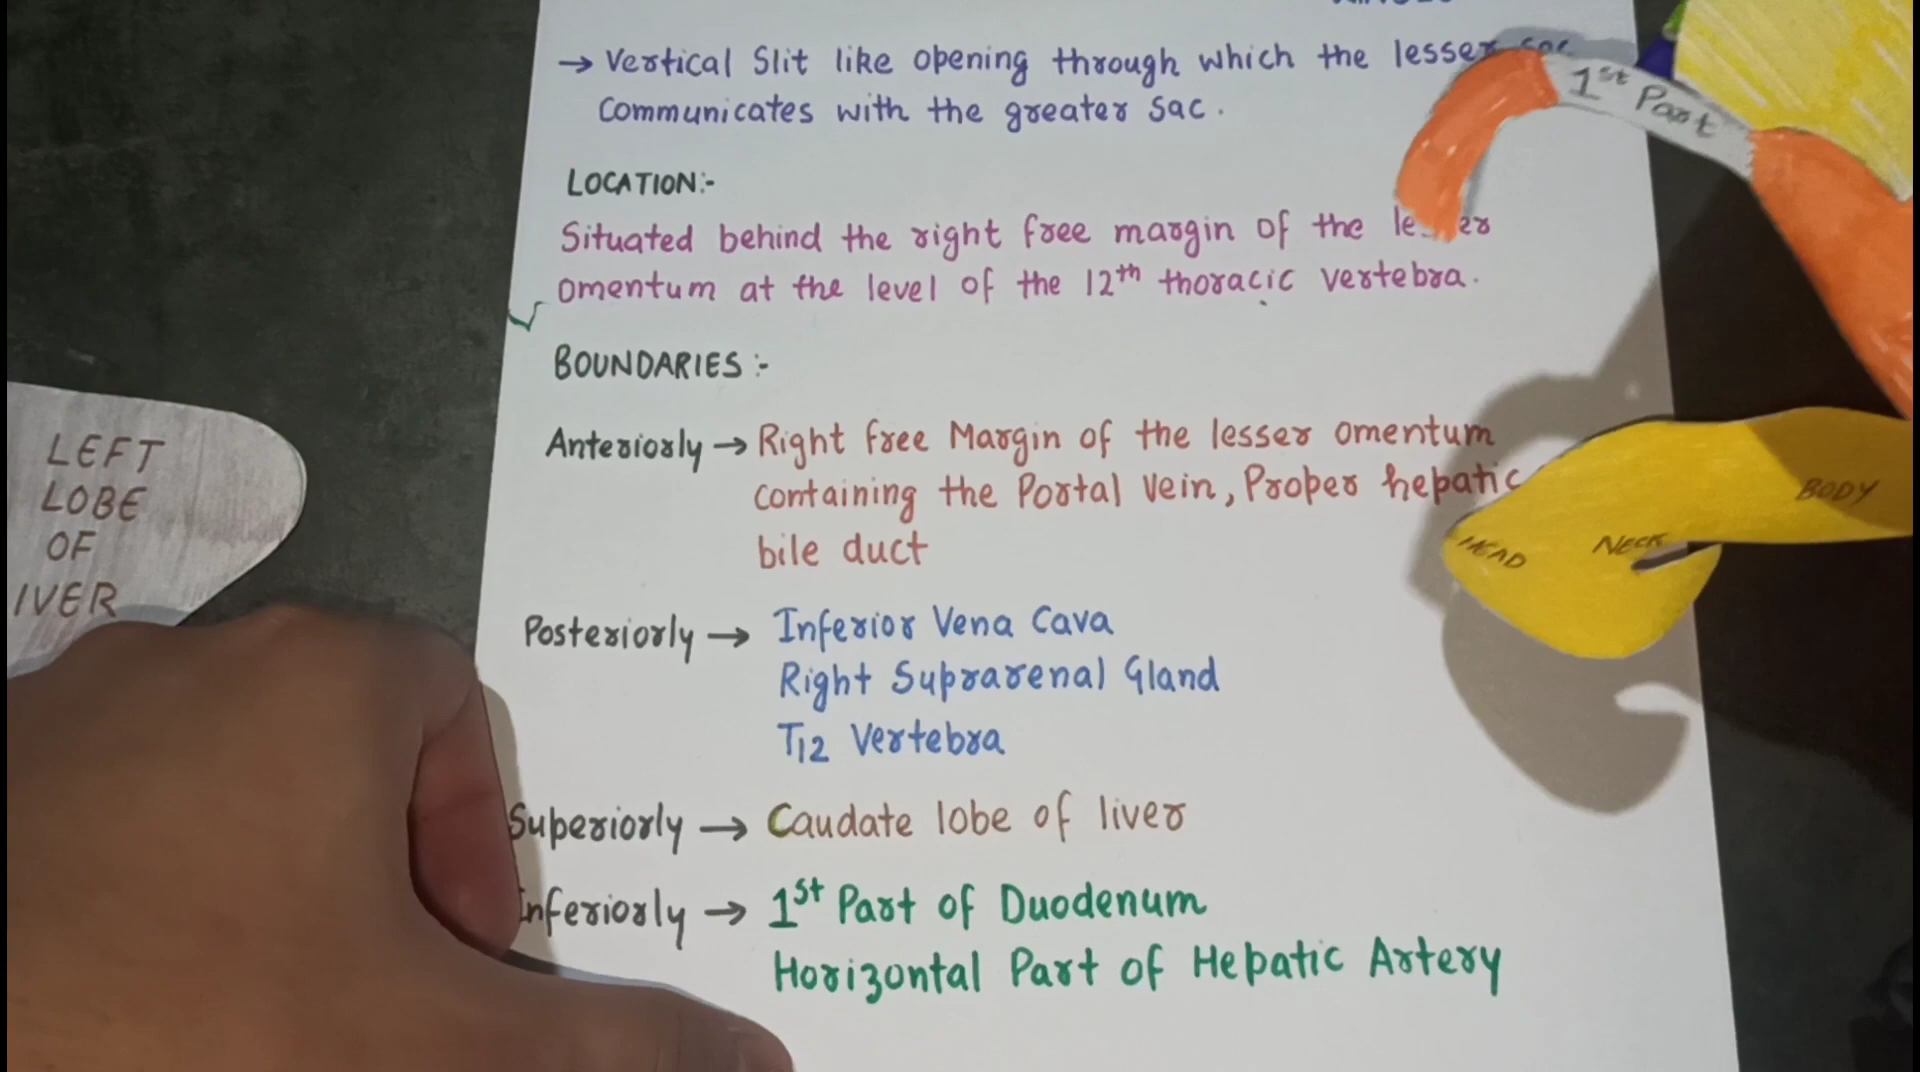 → Vertical Slit like opening through which the lesser sac
Communicates with the greater sac.
LOCATION:-
Situated behind the right free margin of the lesser
omentum at the level of the 12th thoracic vertebra.
BOUNDARIES :-
Anteriorly → Right free Margin of the lesser omentum
containing the Portal vein, Proper hepatic
bile duct
Posteriorly → Inferior Vena Cava
Right Suprarenal Gland
T12 Vertebra
Superiorly → Caudate lobe of liver
Inferiorly → 1st Part of Duodenum
Horizontal Part of Hepatic Artery
LEFT
LOBE
OF
IVER
1st Part
HEAD
NECK
BODY